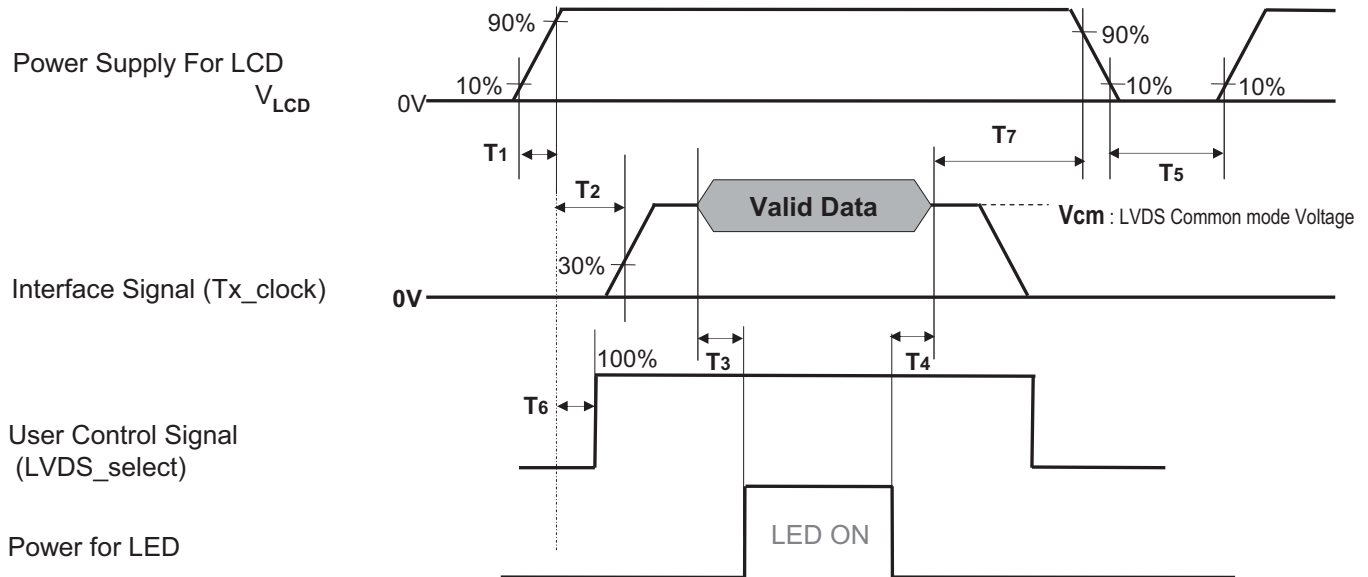 90%
90%
Power Supply For LCD
VLCD
10%
10%
10%
0V
T1
T7
T5
T2
Valid Data
Vcm : LVDS Common mode Voltage
30%
Interface Signal (Tx_clock)
0V
100%
T3
T4
T6
User Control Signal
(LVDS_select)
LED ON
Power for LED